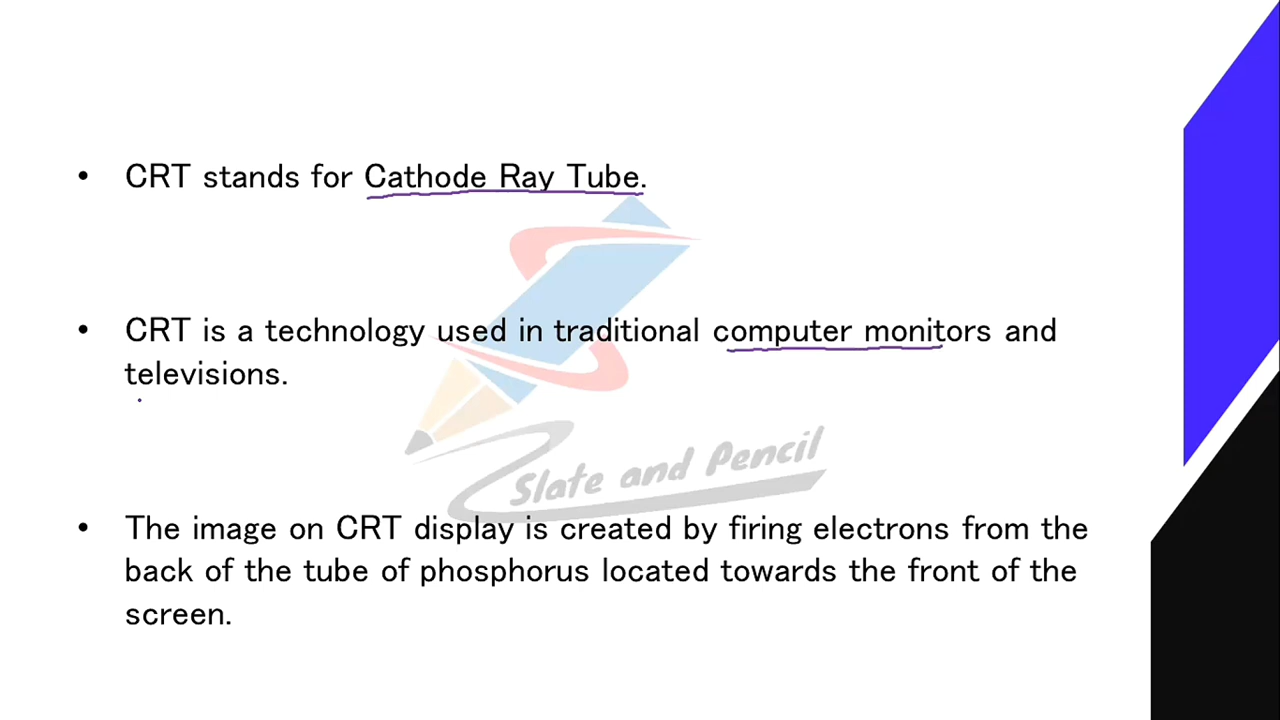 • CRT stands for Cathode Ray Tube.
• CRT is a technology used in traditional computer monitors and
televisions.
Slate and Pencil
• The image on CRT display is created by firing electrons from the
back of the tube of phosphorus located towards the front of the
screen.